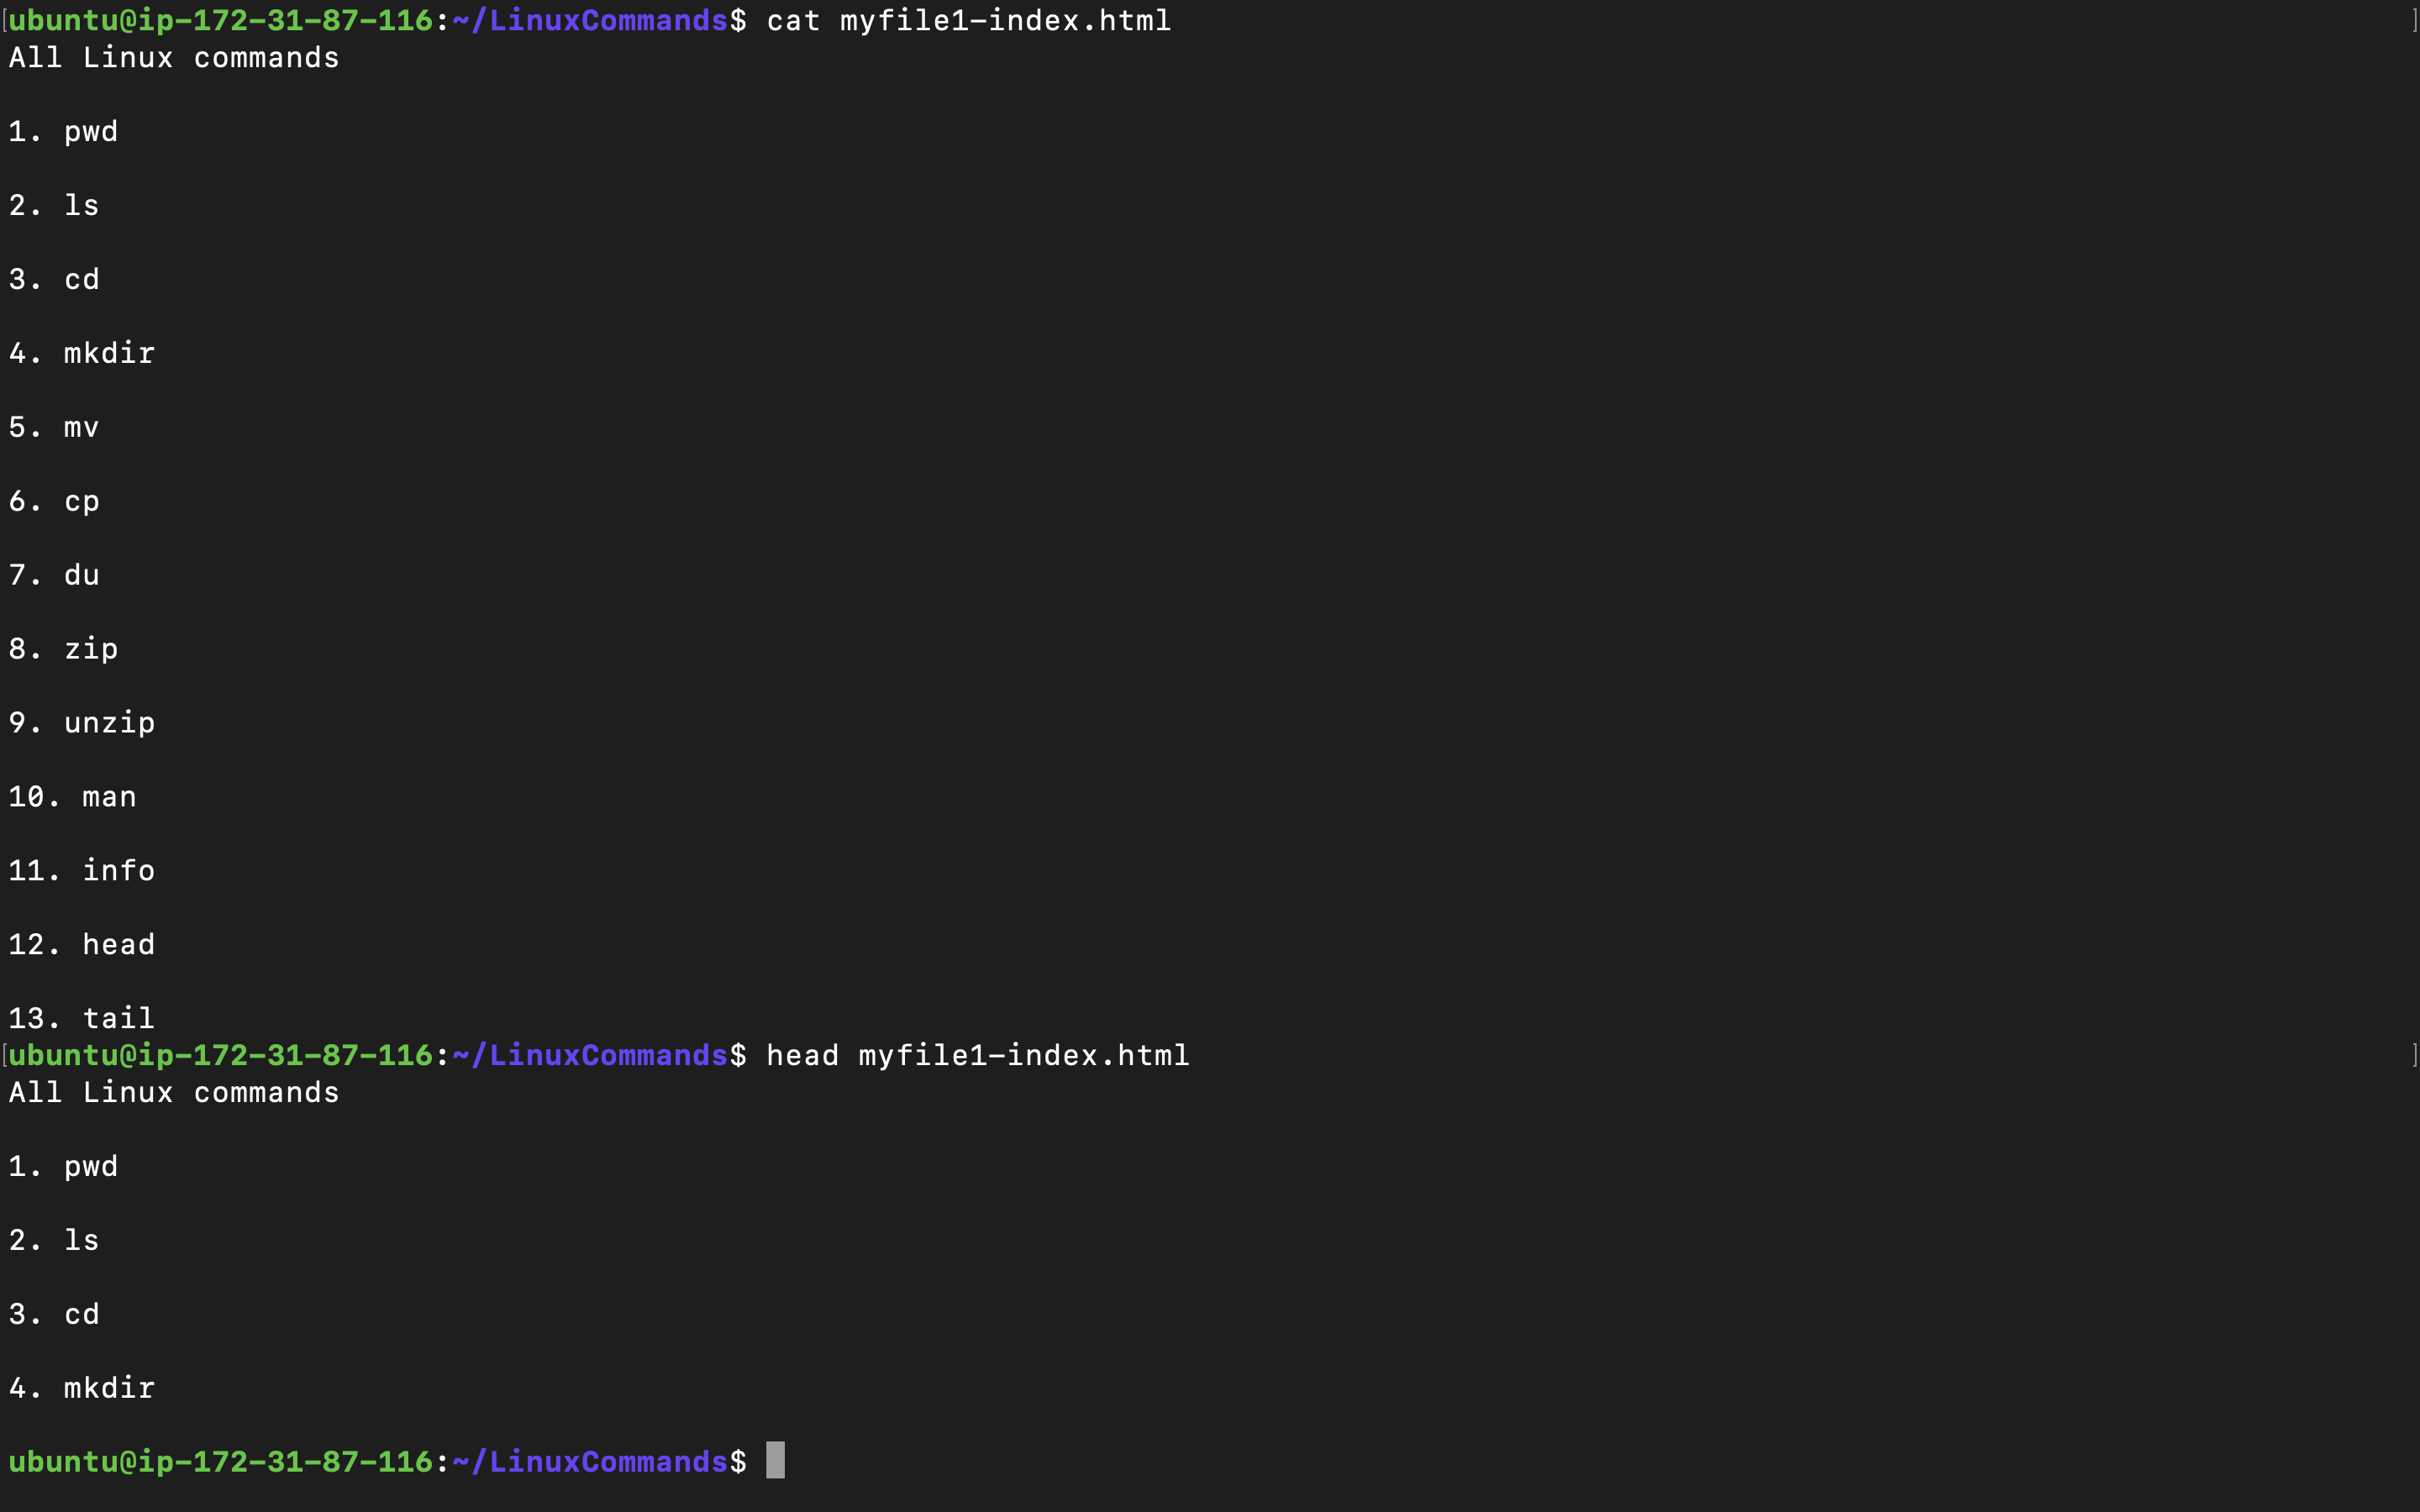 ubuntu@ip-172-31-87-116:~/LinuxCommands$ cat myfile1-index.html
All Linux commands
1. pwd
2. ls
3. cd
4. mkdir
5. mv
6. cp
7. du
8. zip
9. unzip
10. man
11. info
12. head
13. tail
ubuntu@ip-172-31-87-116:~/LinuxCommands$ head myfile1-index.html
All Linux commands
1. pwd
2. ls
3. cd
4. mkdir
ubuntu@ip-172-31-87-116:~/LinuxCommands$